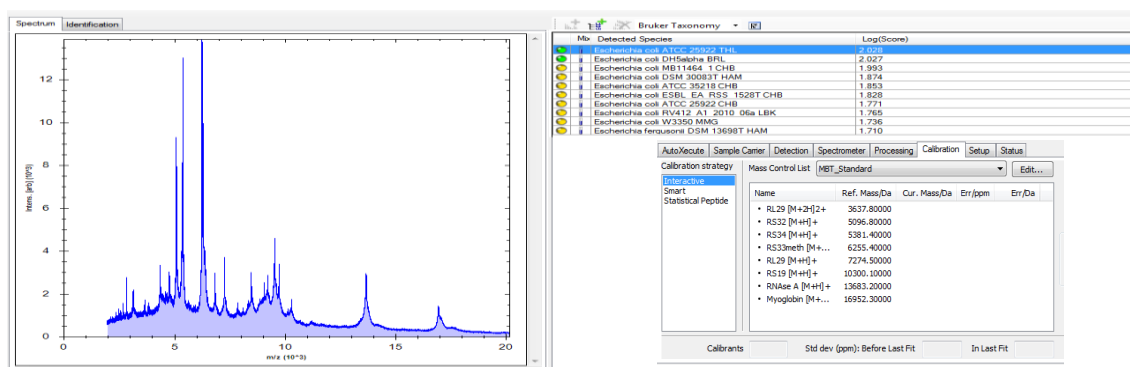 Spectrum Identification
Intens. [arb] (10^3)
12
10
8
6
4
2
0
0 5 10 15 20
m/z (10^3)
Bruker Taxonomy
Mix Detected Species Log(Score)
Escherichia coli ATCC 25922 THL 2.028
Escherichia coli DH5alpha BRL 2.027
Escherichia coli MB11464_1 CHB 1.993
Escherichia coli DSM 30083T HAM 1.874
Escherichia coli ATCC 35218 CHB 1.853
Escherichia coli ESBL_EA_RSS_1528T CHB 1.828
Escherichia coli ATCC 25922 CHB 1.771
Escherichia coli RV412_A1_2010_06a LBK 1.765
Escherichia coli W3350 MMG 1.736
Escherichia fergusonii DSM 13698T HAM 1.710
AutoXecute Sample Carrier Detection Spectrometer Processing Calibration Setup Status
Calibration strategy
Interactive
Smart
Statistical Peptide
Mass Control List MBT_Standard Edit...
Name Ref. Mass/Da Cur. Mass/Da Err/ppm Err/Da
• RL29 [M+2H]2+ 3637.80000
• RS32 [M+H]+ 5096.80000
• RS34 [M+H]+ 5381.40000
• RS33meth [M+... 6255.40000
• RL29 [M+H]+ 7274.50000
• RS19 [M+H]+ 10300.10000
• RNAse A [M+H]+ 13683.20000
• Myoglobin [M+... 16952.30000
Calibrants Std dev (ppm): Before Last Fit In Last Fit